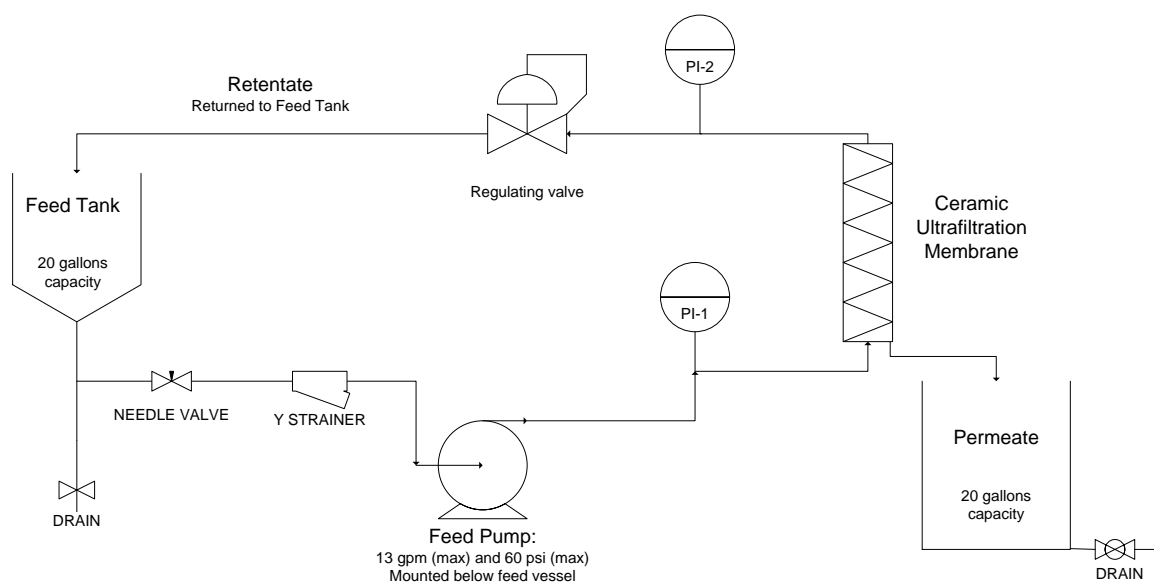 PI-2
Retentate
Returned to Feed Tank
Regulating valve
Feed Tank
20 gallons
capacity
Ceramic
Ultrafiltration
Membrane
PI-1
NEEDLE VALVE
Y STRAINER
DRAIN
Feed Pump:
13 gpm (max) and 60 psi (max)
Mounted below feed vessel
Permeate
20 gallons
capacity
DRAIN